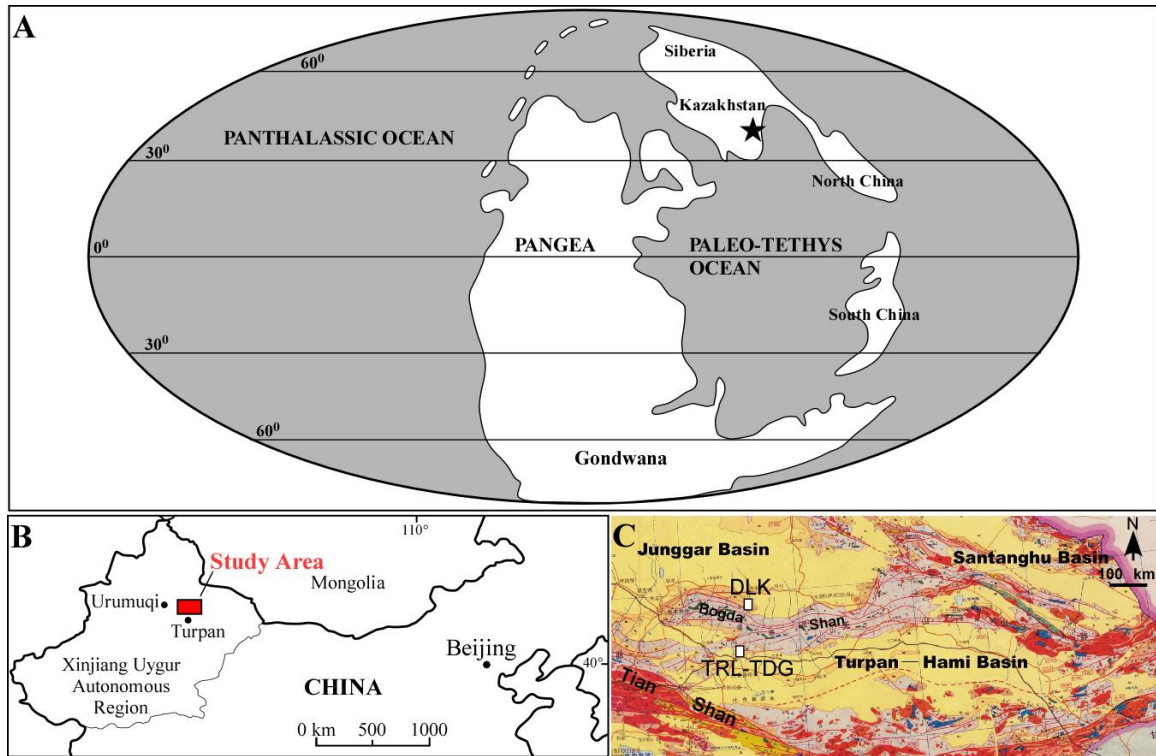 A
60⁰
Siberia
Kazakhstan
PANTHALASSIC OCEAN
30⁰
North China
0⁰
PANGEA
PALEO-TETHYS
OCEAN
South China
30⁰
60⁰
Gondwana
B
110°
Study Area
Mongolia
Urumuqi
Turpan
Beijing
40°
Xinjiang Uygur
Autonomous
Region
CHINA
0 km 500 1000
C
Junggar Basin
N
Santanghu Basin
100 km
DLK
Bogda
Shan
TRL-TDG
Turpan Hami Basin
Tian
Shan